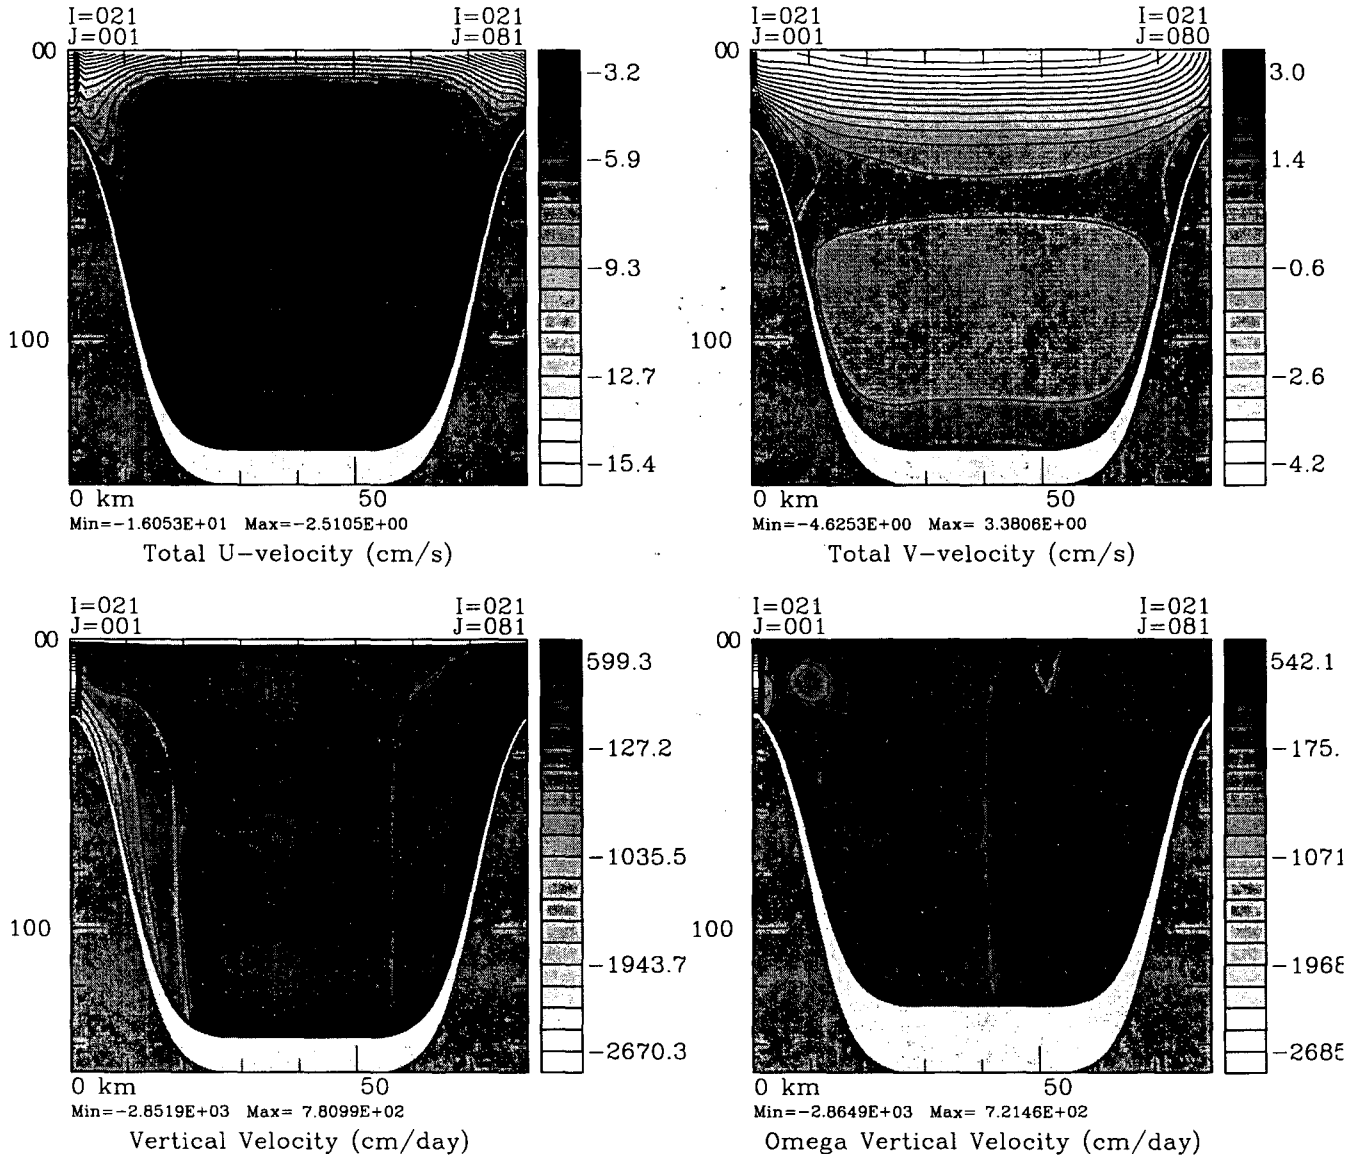 I=021 I=021
J=001 J=081
00
100
-3.2
-5.9
-9.3
-12.7
-15.4
0 km 50
Min=-1.6053E+01 Max=-2.5105E+00
Total U-velocity (cm/s)
I=021 I=021
J=001 J=080
00
100
3.0
1.4
-0.6
-2.6
-4.2
0 km 50
Min=-4.6253E+00 Max= 3.3806E+00
Total V-velocity (cm/s)
I=021 I=021
J=001 J=081
00
100
599.3
-127.2
-1035.5
-1943.7
-2670.3
0 km 50
Min=-2.8519E+03 Max= 7.8099E+02
Vertical Velocity (cm/day)
I=021 I=021
J=001 J=081
00
100
542.1
-175.
-1071
-1968
-2685
0 km 50
Min=-2.8649E+03 Max= 7.2146E+02
Omega Vertical Velocity (cm/day)